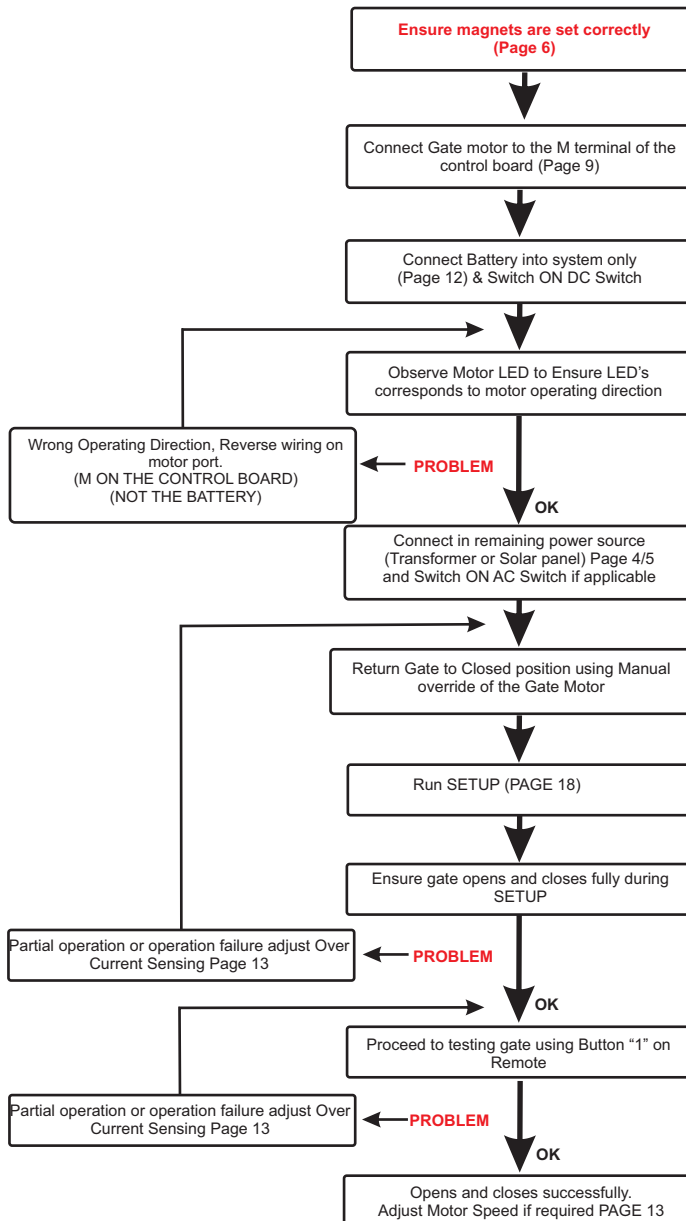 Ensure magnets are set correctly
(Page 6)
Connect Gate motor to the M terminal of the
control board (Page 9)
Connect Battery into system only
(Page 12) & Switch ON DC Switch
Observe Motor LED to Ensure LED's
corresponds to motor operating direction
Wrong Operating Direction, Reverse wiring on
motor port.
(M ON THE CONTROL BOARD)
(NOT THE BATTERY)
PROBLEM
OK
Connect in remaining power source
(Transformer or Solar panel) Page 4/5
and Switch ON AC Switch if applicable
Return Gate to Closed position using Manual
override of the Gate Motor
Run SETUP (PAGE 18)
Ensure gate opens and closes fully during
SETUP
Partial operation or operation failure adjust Over
Current Sensing Page 13
PROBLEM
OK
Proceed to testing gate using Button “1” on
Remote
Partial operation or operation failure adjust Over
Current Sensing Page 13
PROBLEM
OK
Opens and closes successfully.
Adjust Motor Speed if required PAGE 13